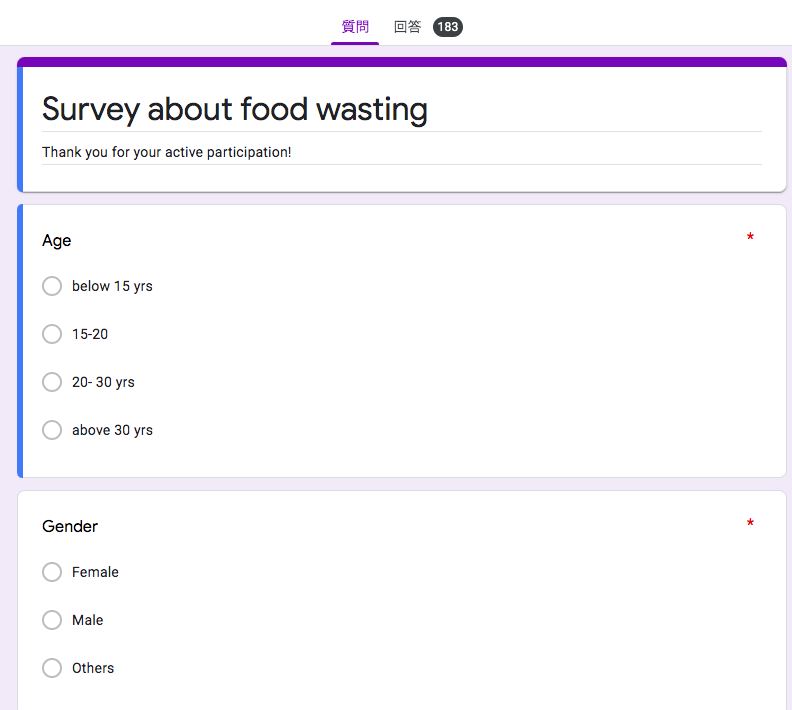 質問 回答 183
Survey about food wasting
Thank you for your active participation!
Age *
below 15 yrs
15-20
20- 30 yrs
above 30 yrs
Gender *
Female
Male
Others